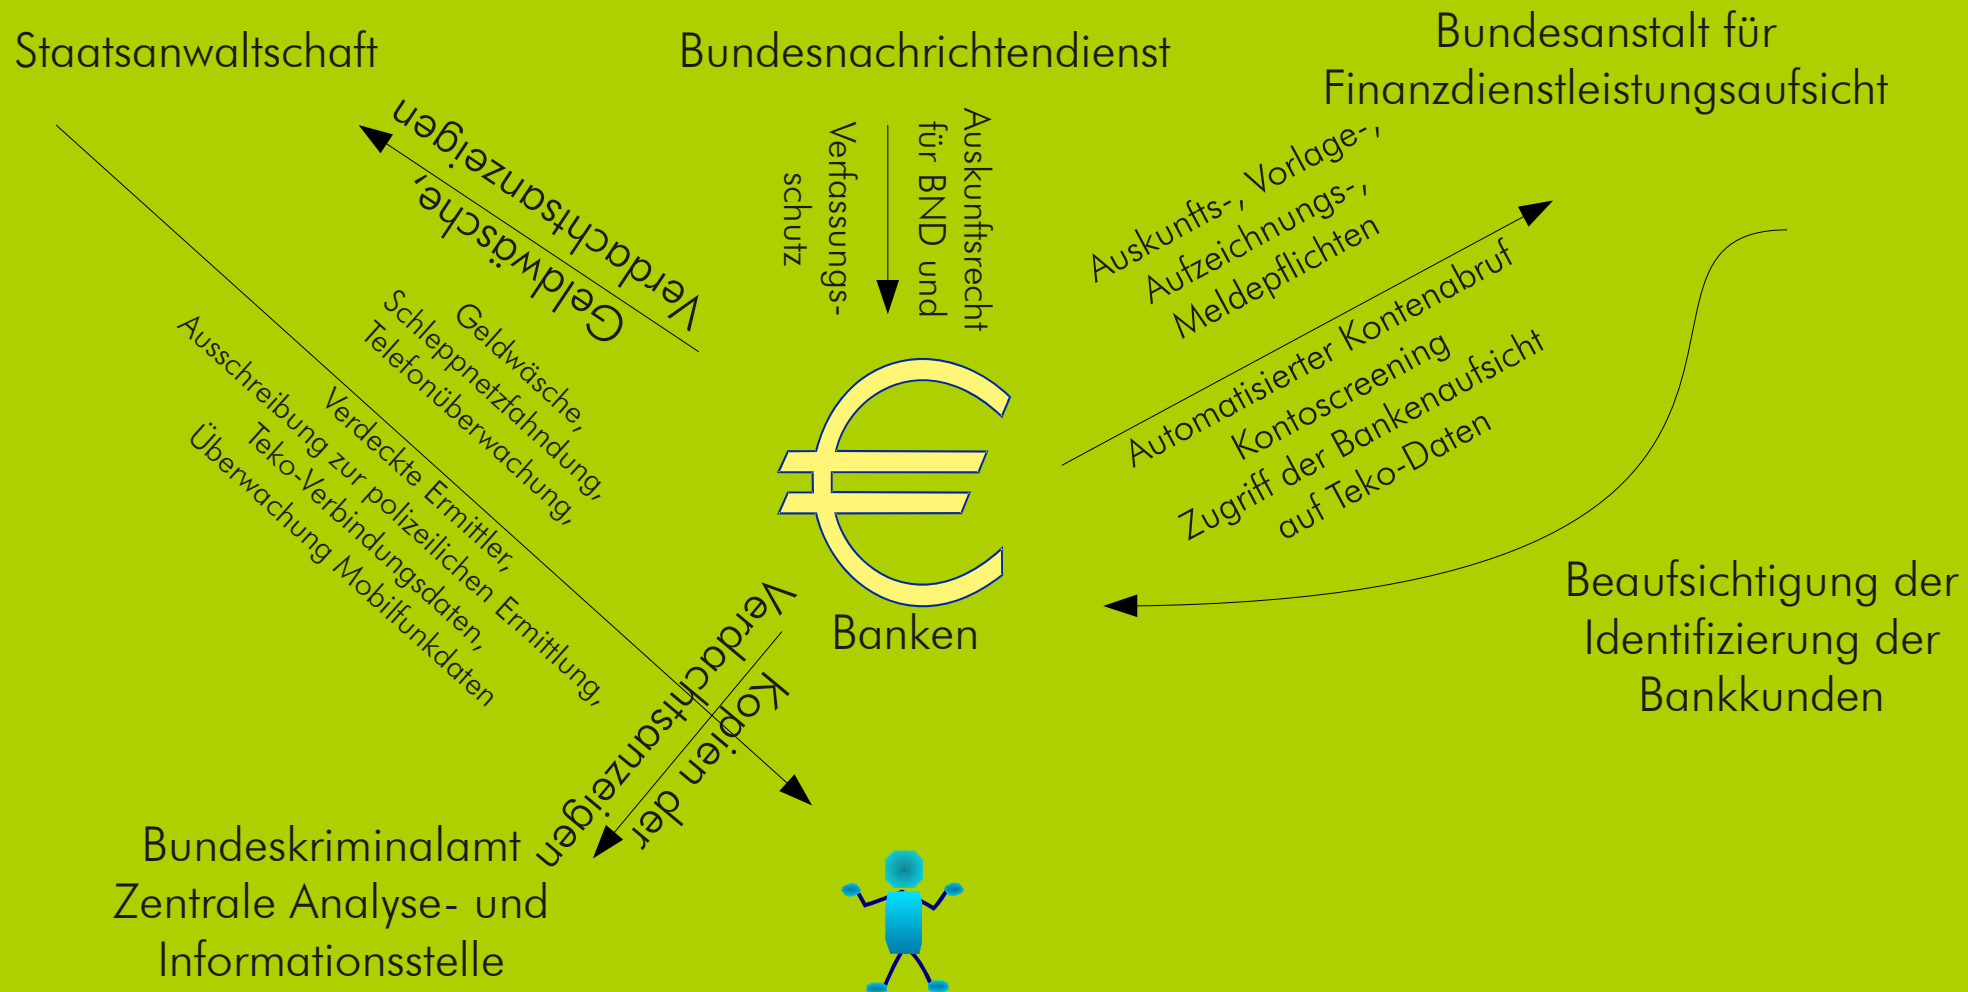 Staatsanwaltschaft
Bundesnachrichtendienst
Bundesanstalt für
Finanzdienstleistungsaufsicht
Geldwäsche,
Verdachtsanzeigen
Auskunftsrecht
für BND und
Verfassungs-
schutz
Auskunfts-, Vorlage-,
Aufzeichnungs-,
Meldepflichten
Automatisierter Kontenabruf
Kontoscreening
Zugriff der Bankenaufsicht
auf Teko-Daten
Geldwäsche,
Schleppnetzfahndung,
Telefonüberwachung,
Verdeckte Ermittler,
Ausschreibung zur polizeilichen Ermittlung,
Teko-Verbindungsdaten,
Überwachung Mobilfunkdaten
€
Banken
Beaufsichtigung der
Identifizierung der
Bankkunden
Kopien der
Verdachtsanzeigen
Bundeskriminalamt
Zentrale Analyse- und
Informationsstelle